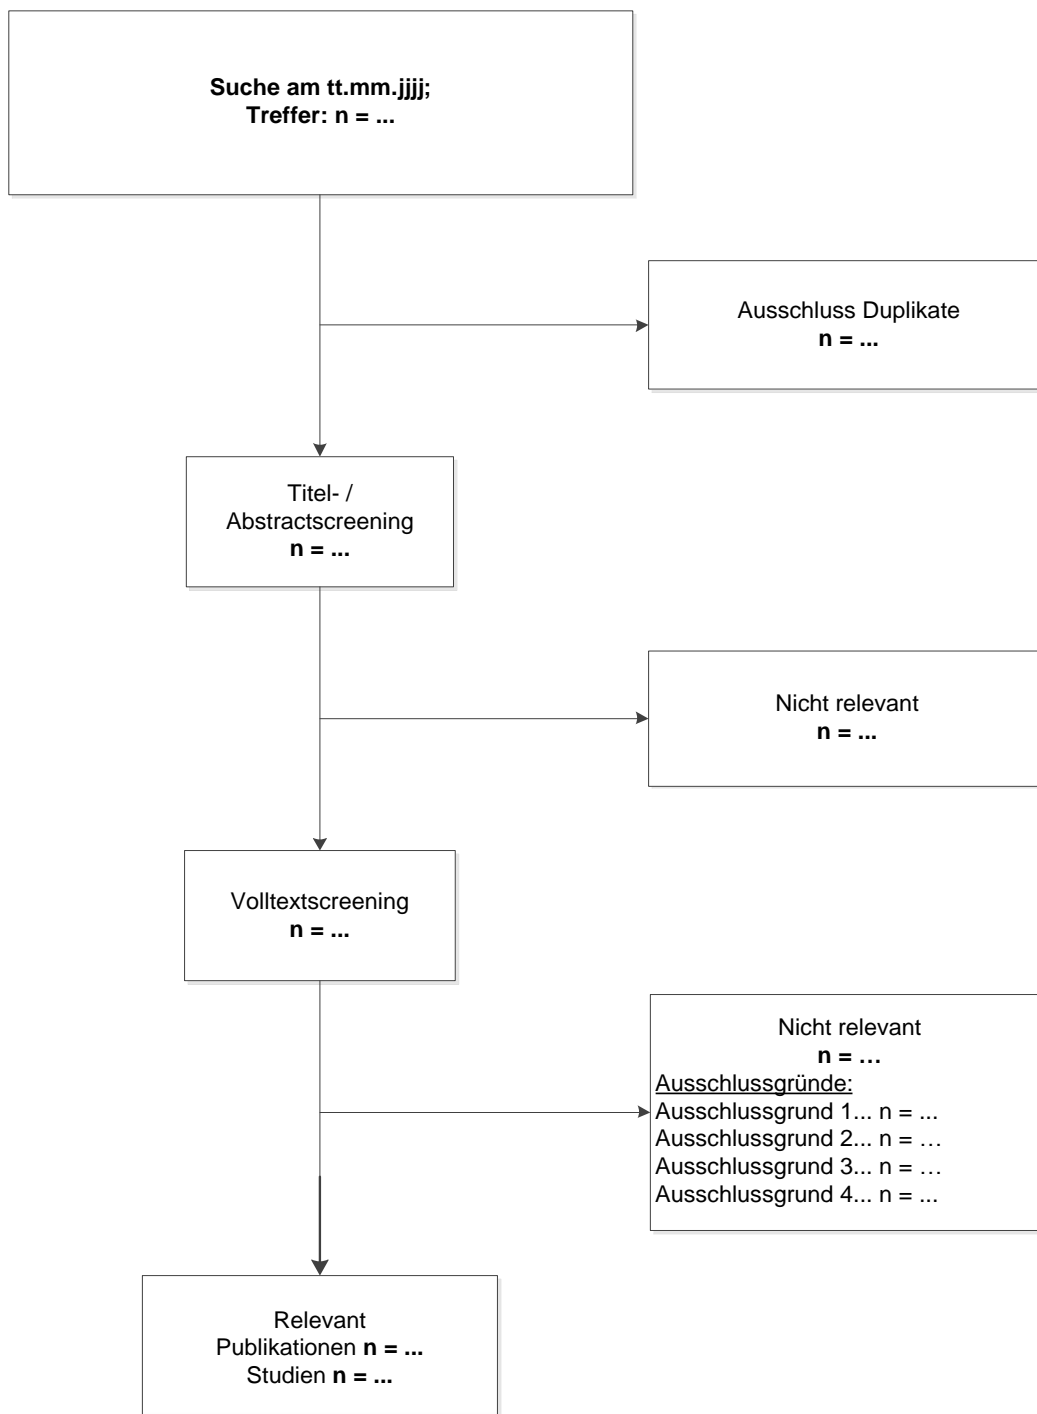 Suche am tt.mm.jjjj;
Treffer: n = ...
Ausschluss Duplikate
n = ...
Titel- /
Abstractscreening
n = ...
Nicht relevant
n = ...
Volltextscreening
n = ...
Nicht relevant
n = …
Ausschlussgründe:
Ausschlussgrund 1... n = ...
Ausschlussgrund 2... n = …
Ausschlussgrund 3... n = …
Ausschlussgrund 4... n = ...
Relevant
Publikationen n = ...
Studien n = ...